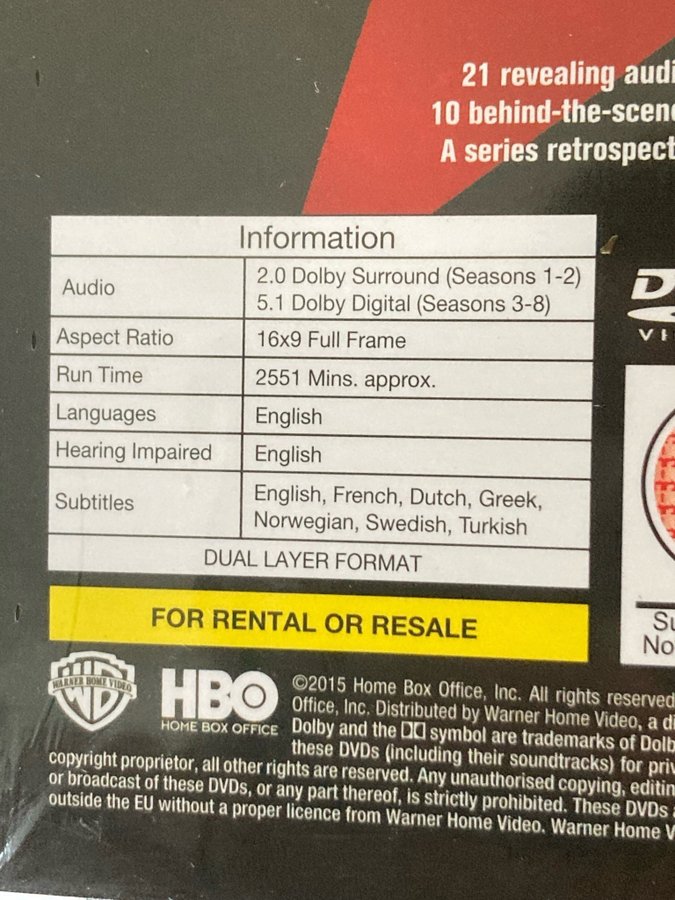 21 revealing audi
10 behind-the-scen
A series retrospect
Information
Audio
2.0 Dolby Surround (Seasons 1-2)
5.1 Dolby Digital (Seasons 3-8)
Aspect Ratio
16x9 Full Frame
Run Time
2551 Mins. approx.
Languages
English
Hearing Impaired
English
Subtitles
English, French, Dutch, Greek,
Norwegian, Swedish, Turkish
DUAL LAYER FORMAT
FOR RENTAL OR RESALE
D
VI
Su
No
WB
WARNER HOME VIDEO
HBO
HOME BOX OFFICE
©2015 Home Box Office, Inc. All rights reserved
Office, Inc. Distributed by Warner Home Video, a di
Dolby and the DD symbol are trademarks of Dolb
these DVDs (including their soundtracks) for priv
copyright proprietor, all other rights are reserved. Any unauthorised copying, editin
or broadcast of these DVDs, or any part thereof, is strictly prohibited. These DVDs a
outside the EU without a proper licence from Warner Home Video. Warner Home V